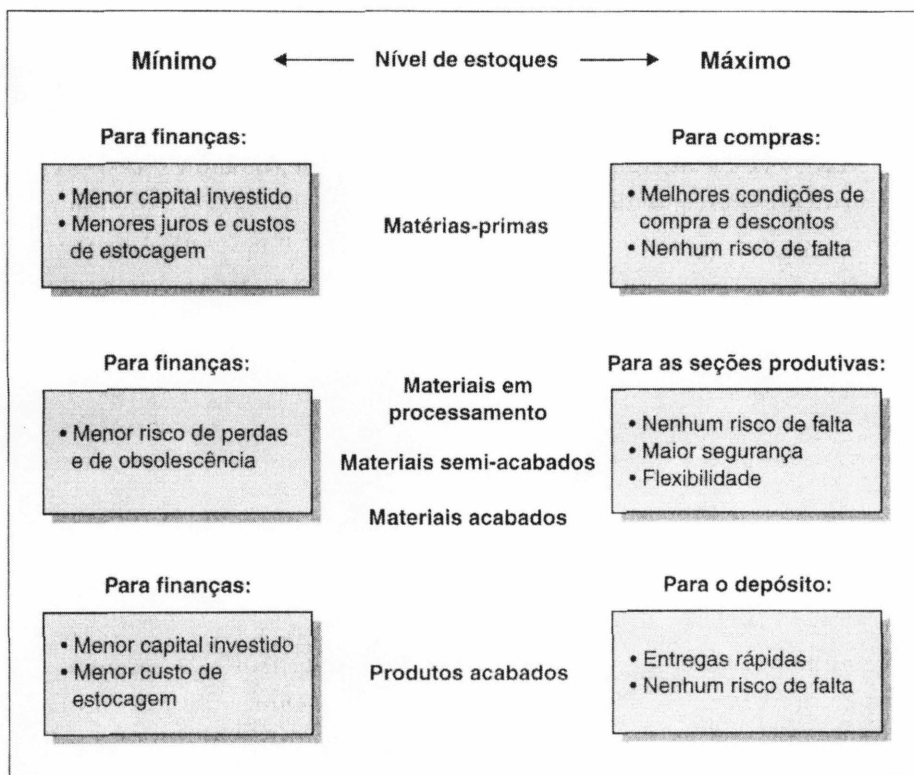 Mínimo ← Nível de estoques → Máximo
Para finanças:
• Menor capital investido
• Menores juros e custos
de estocagem
Matérias-primas
Para compras:
• Melhores condições de
compra e descontos
• Nenhum risco de falta
Para finanças:
• Menor risco de perdas
e de obsolescência
Materiais em
processamento
Materiais semi-acabados
Materiais acabados
Para as seções produtivas:
• Nenhum risco de falta
• Maior segurança
• Flexibilidade
Para finanças:
• Menor capital investido
• Menor custo de
estocagem
Produtos acabados
Para o depósito:
• Entregas rápidas
• Nenhum risco de falta